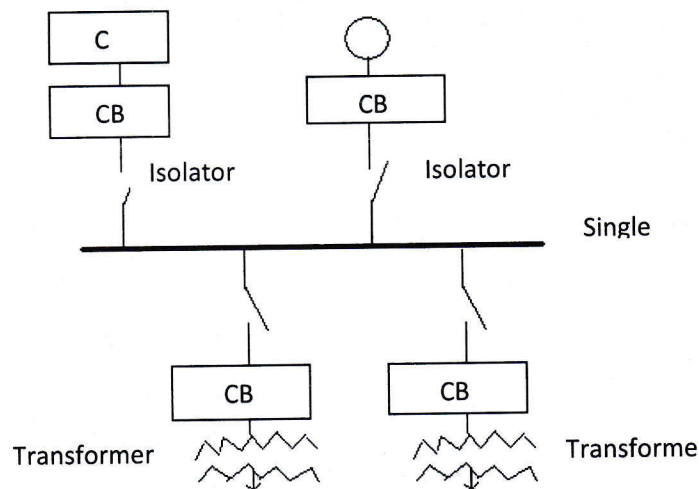 C
CB
CB
Isolator
Isolator
Single
CB
CB
Transformer
Transforme